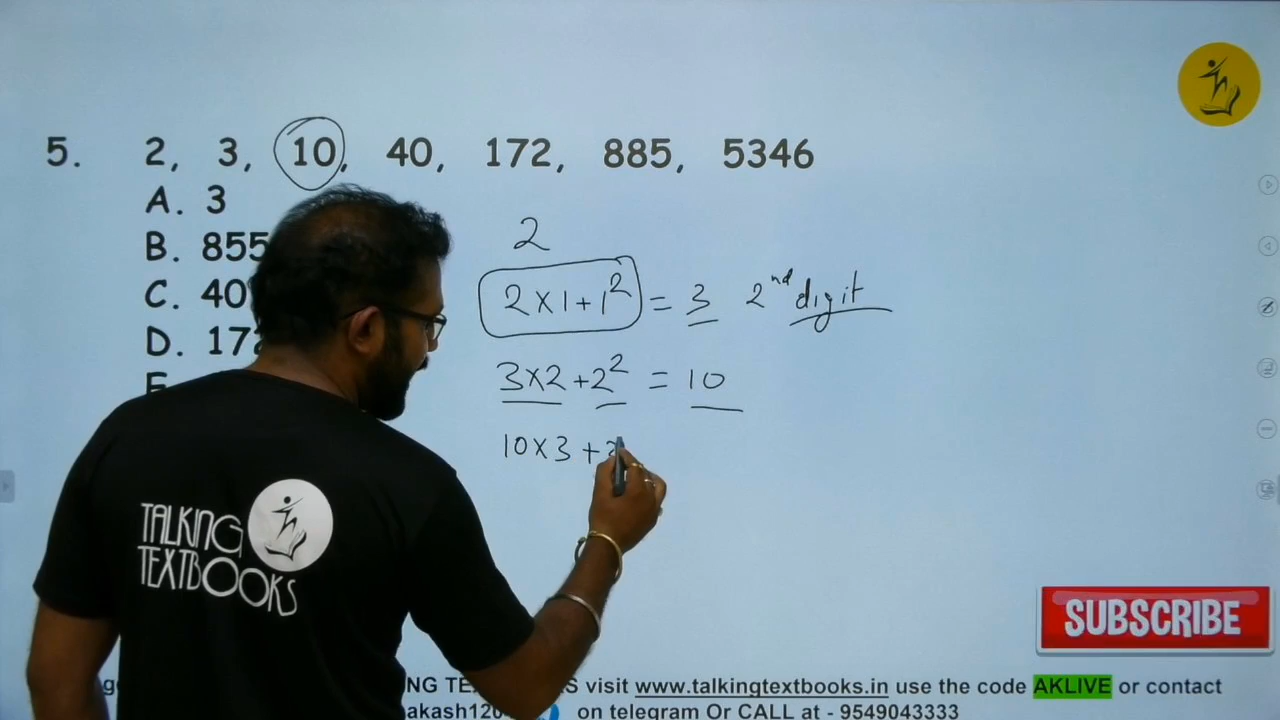 5. 2, 3, 10, 40, 172, 885, 5346
A. 3
B. 855
C. 40
D. 172
2
2×1+1² = 3 2nd digit
3×2+2² = 10
10×3+
TALKING
TEXTBOOKS
SUBSCRIBE
visit www.talkingtextbooks.in use the code AKLIVE or contact
on telegram Or CALL at - 9549043333